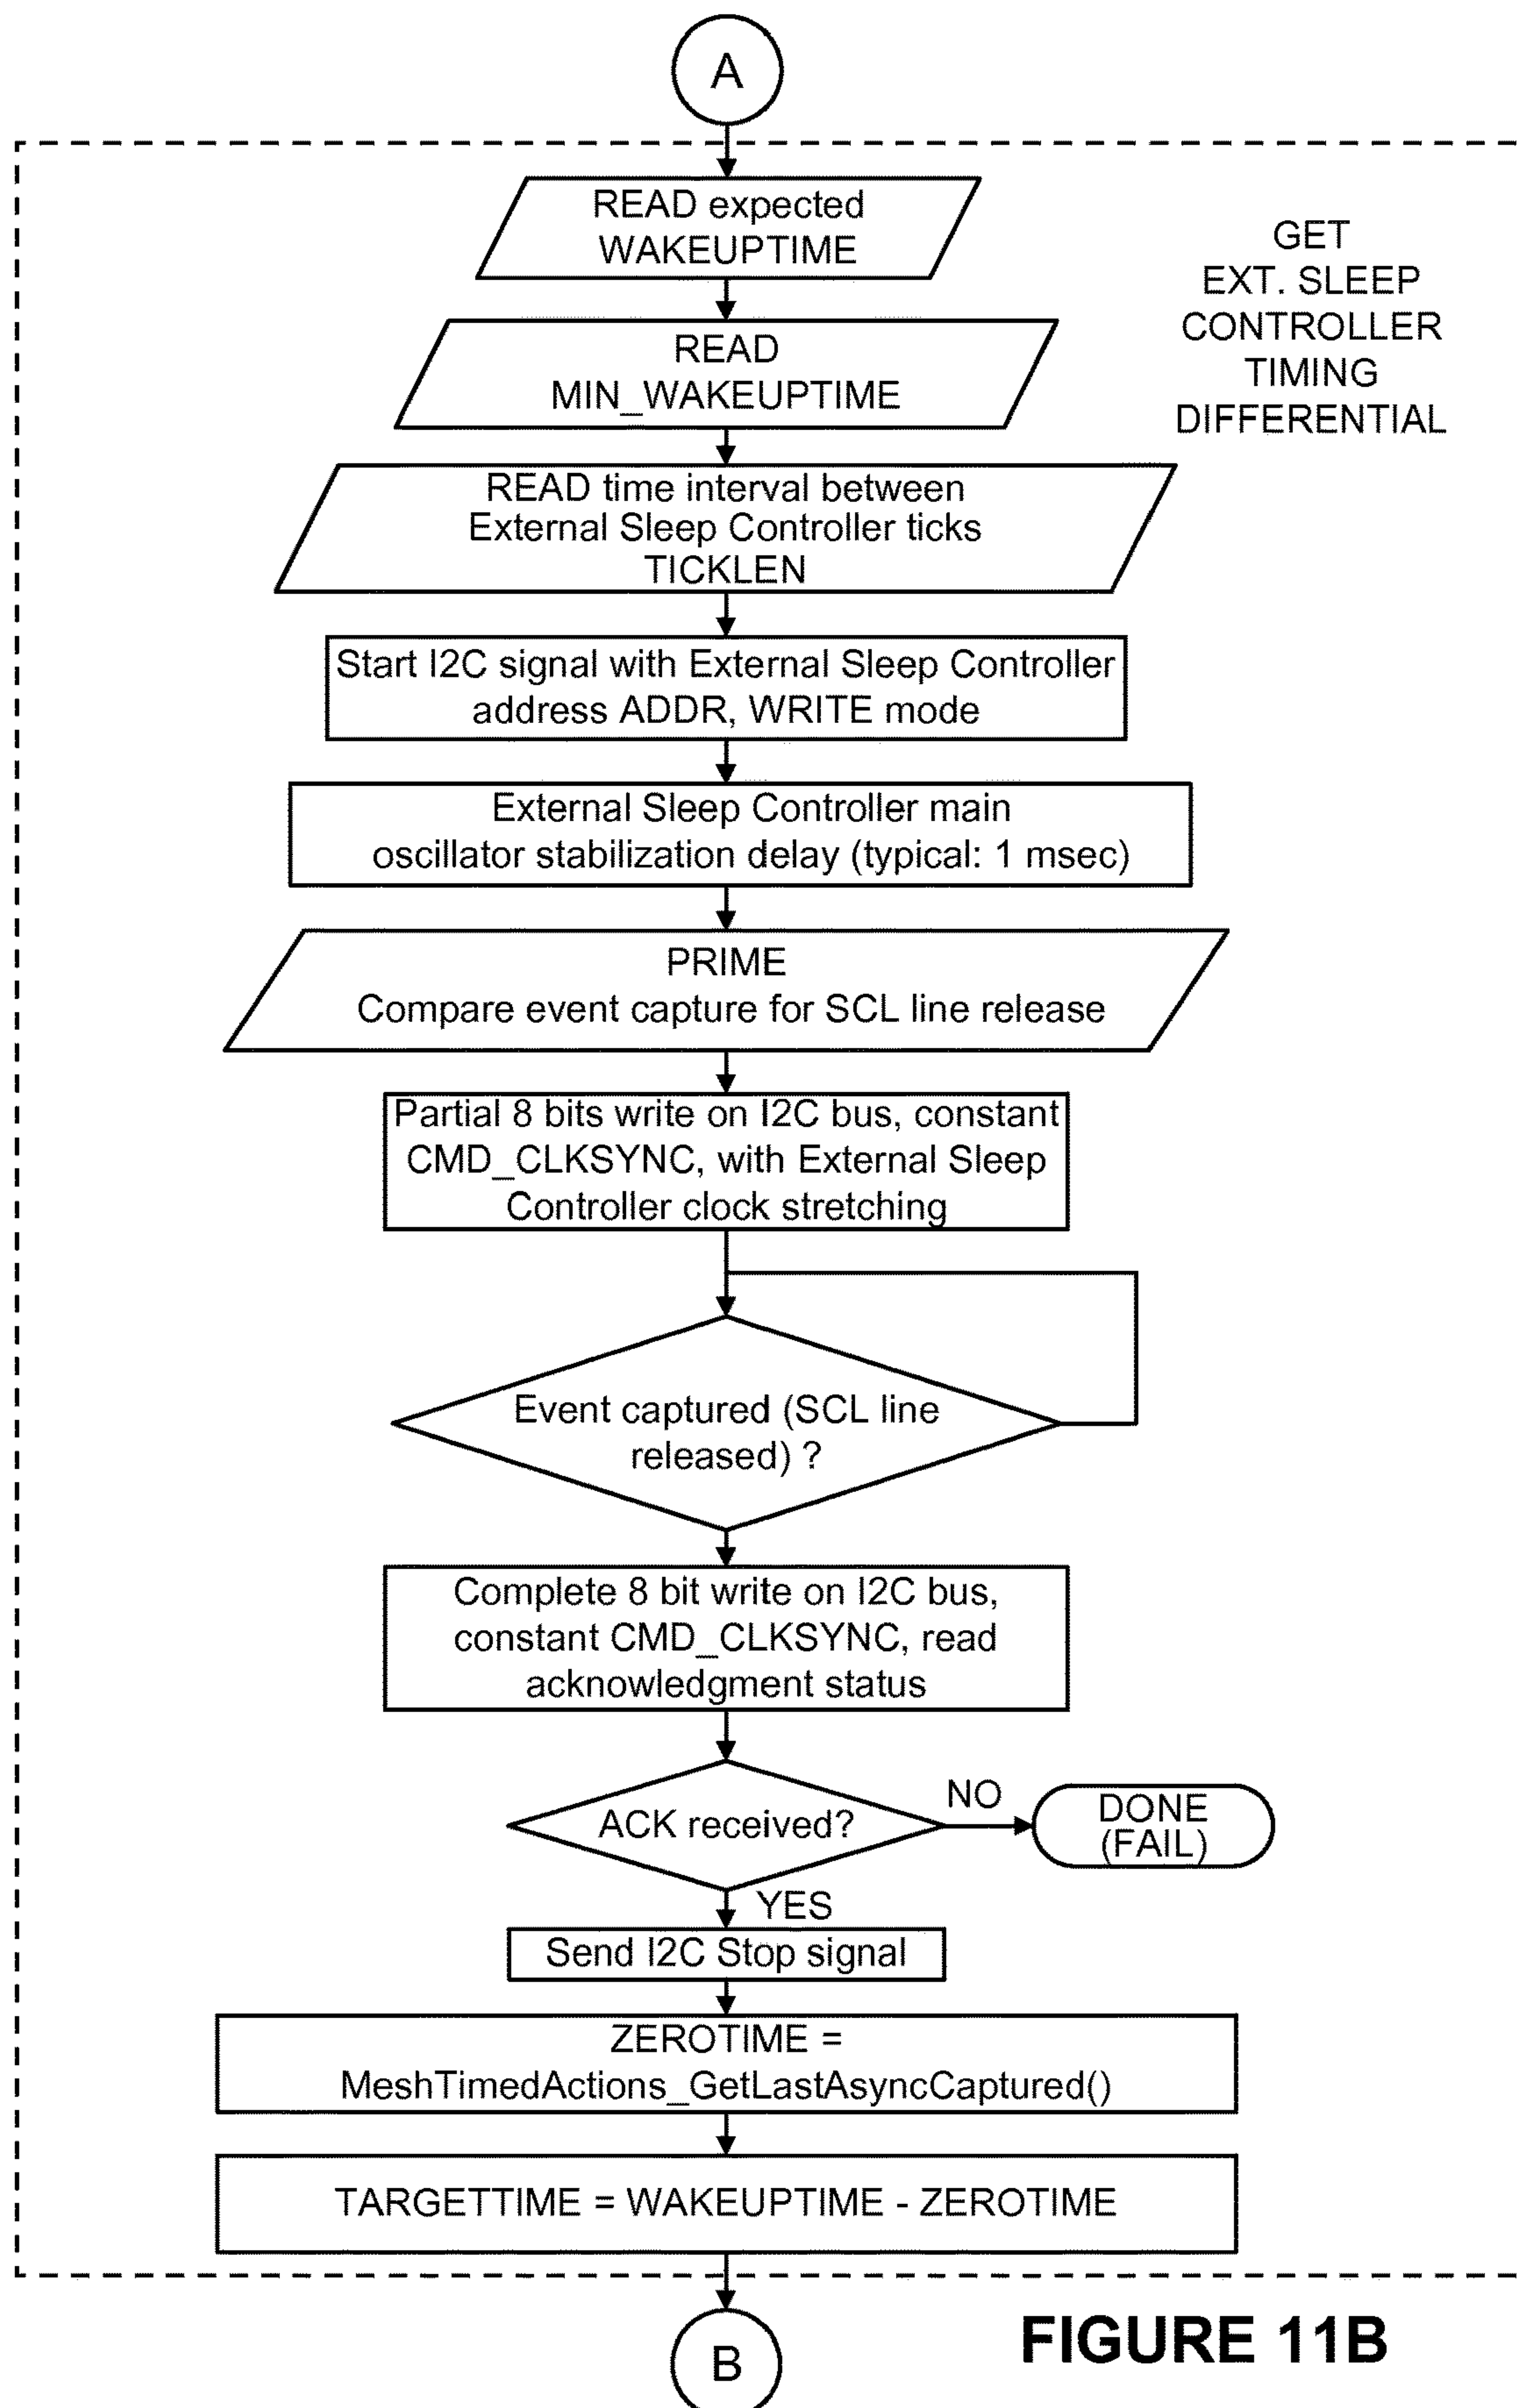 A
READ expected
WAKEUPTIME
GET
EXT. SLEEP
CONTROLLER
TIMING
DIFFERENTIAL
READ
MIN_WAKEUPTIME
READ time interval between
External Sleep Controller ticks
TICKLEN
Start I2C signal with External Sleep Controller
address ADDR, WRITE mode
External Sleep Controller main
oscillator stabilization delay (typical: 1 msec)
PRIME
Compare event capture for SCL line release
Partial 8 bits write on I2C bus, constant
CMD_CLKSYNC, with External Sleep
Controller clock stretching
Event captured (SCL line
released) ?
Complete 8 bit write on I2C bus,
constant CMD_CLKSYNC, read
acknowledgment status
ACK received?
NO
DONE
(FAIL)
YES
Send I2C Stop signal
ZEROTIME =
MeshTimedActions_GetLastAsyncCaptured()
TARGETTIME = WAKEUPTIME - ZEROTIME
B
FIGURE 11B